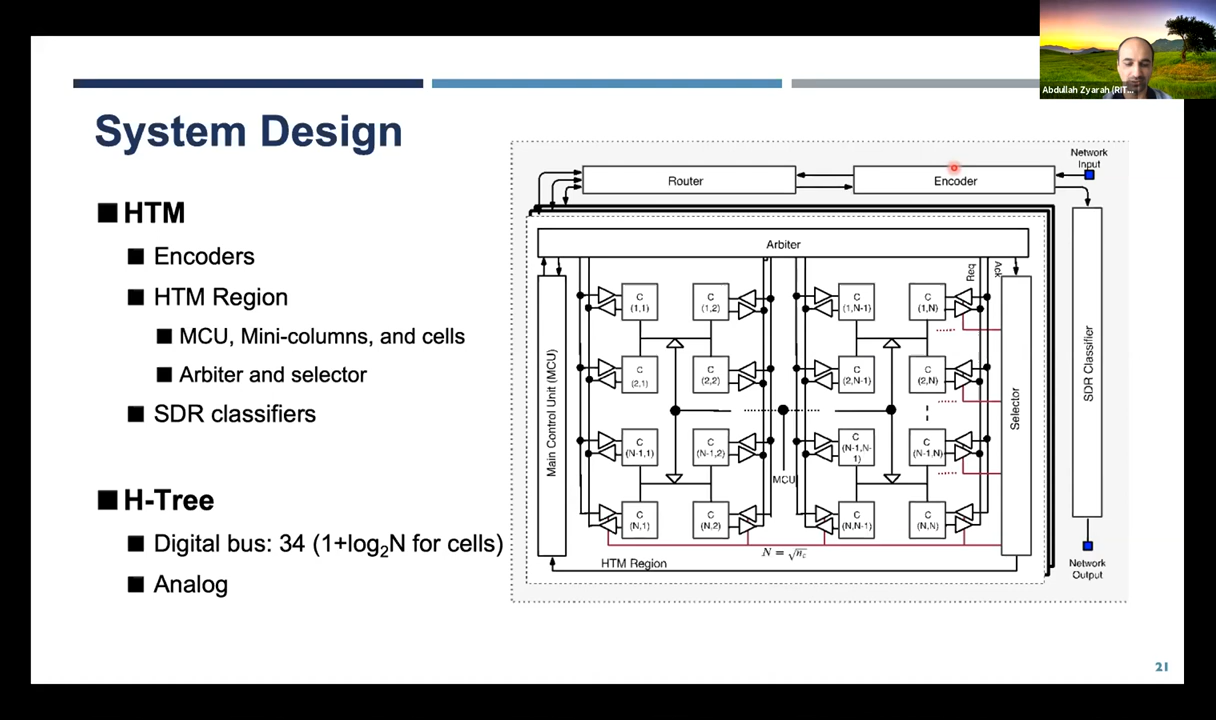 Abdullah Zyarah (RIT...
System Design
■ HTM
■ Encoders
■ HTM Region
■ MCU, Mini-columns, and cells
■ Arbiter and selector
■ SDR classifiers
■ H-Tree
■ Digital bus: 34 (1+log₂N for cells)
■ Analog
Network
Input
Router
Encoder
Arbiter
Req
Ack
Main Control Unit (MCU)
C
(1,1)
C
(1,2)
C
(1,N-1)
C
(1,N)
C
(2,1)
C
(2,2)
C
(2,N-1)
C
(2,N)
C
(N-1,1)
C
(N-1,2)
C
(N-1,N-
1)
C
(N-1,N)
MCU
C
(N,1)
C
(N,2)
C
(N,N-1)
C
(N,N)
Selector
SDR Classifier
N = √n꜀
HTM Region
Network
Output
21